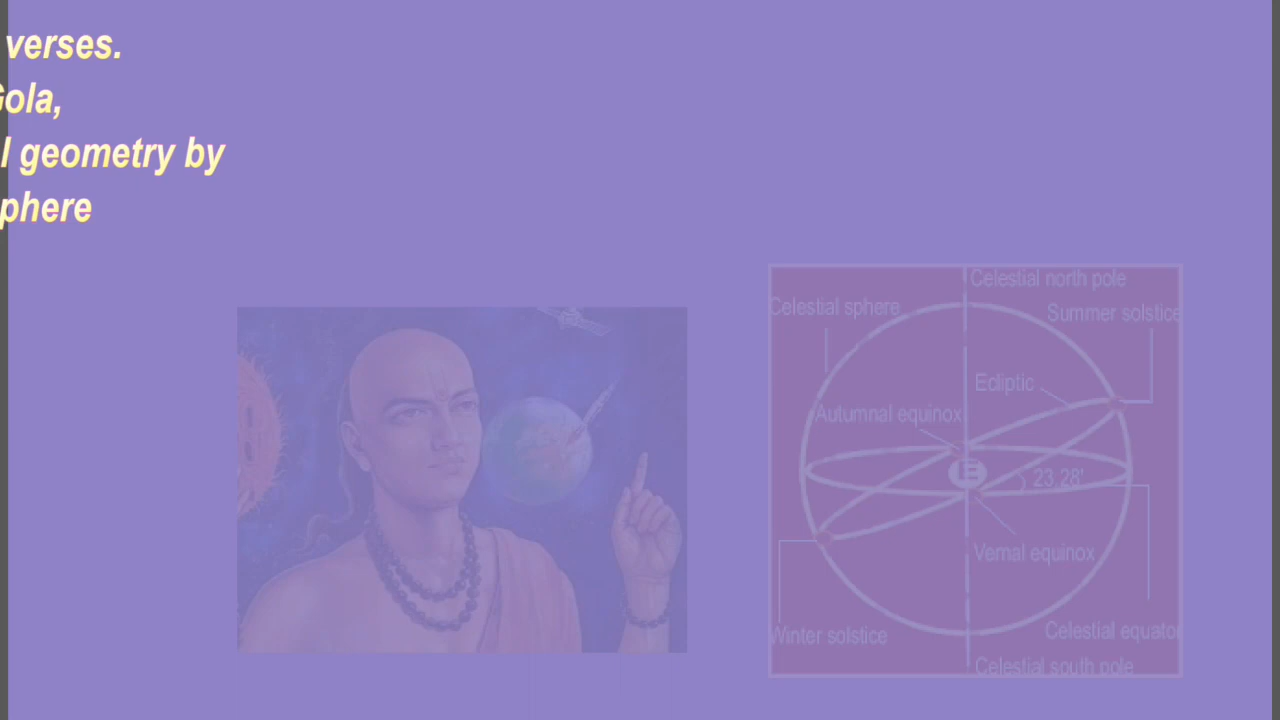 verses.
Gola,
l geometry by
sphere
Celestial north pole
Celestial sphere
Summer solstice
Ecliptic
Autumnal equinox
E
23,28'
Vernal equinox
Winter solstice
Celestial equator
Celestial south pole